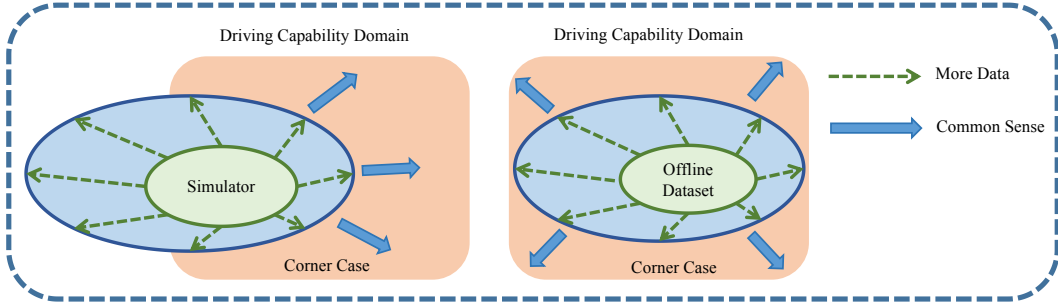 Driving Capability Domain
Simulator
Corner Case
Driving Capability Domain
Offline
Dataset
Corner Case
More Data
Common Sense